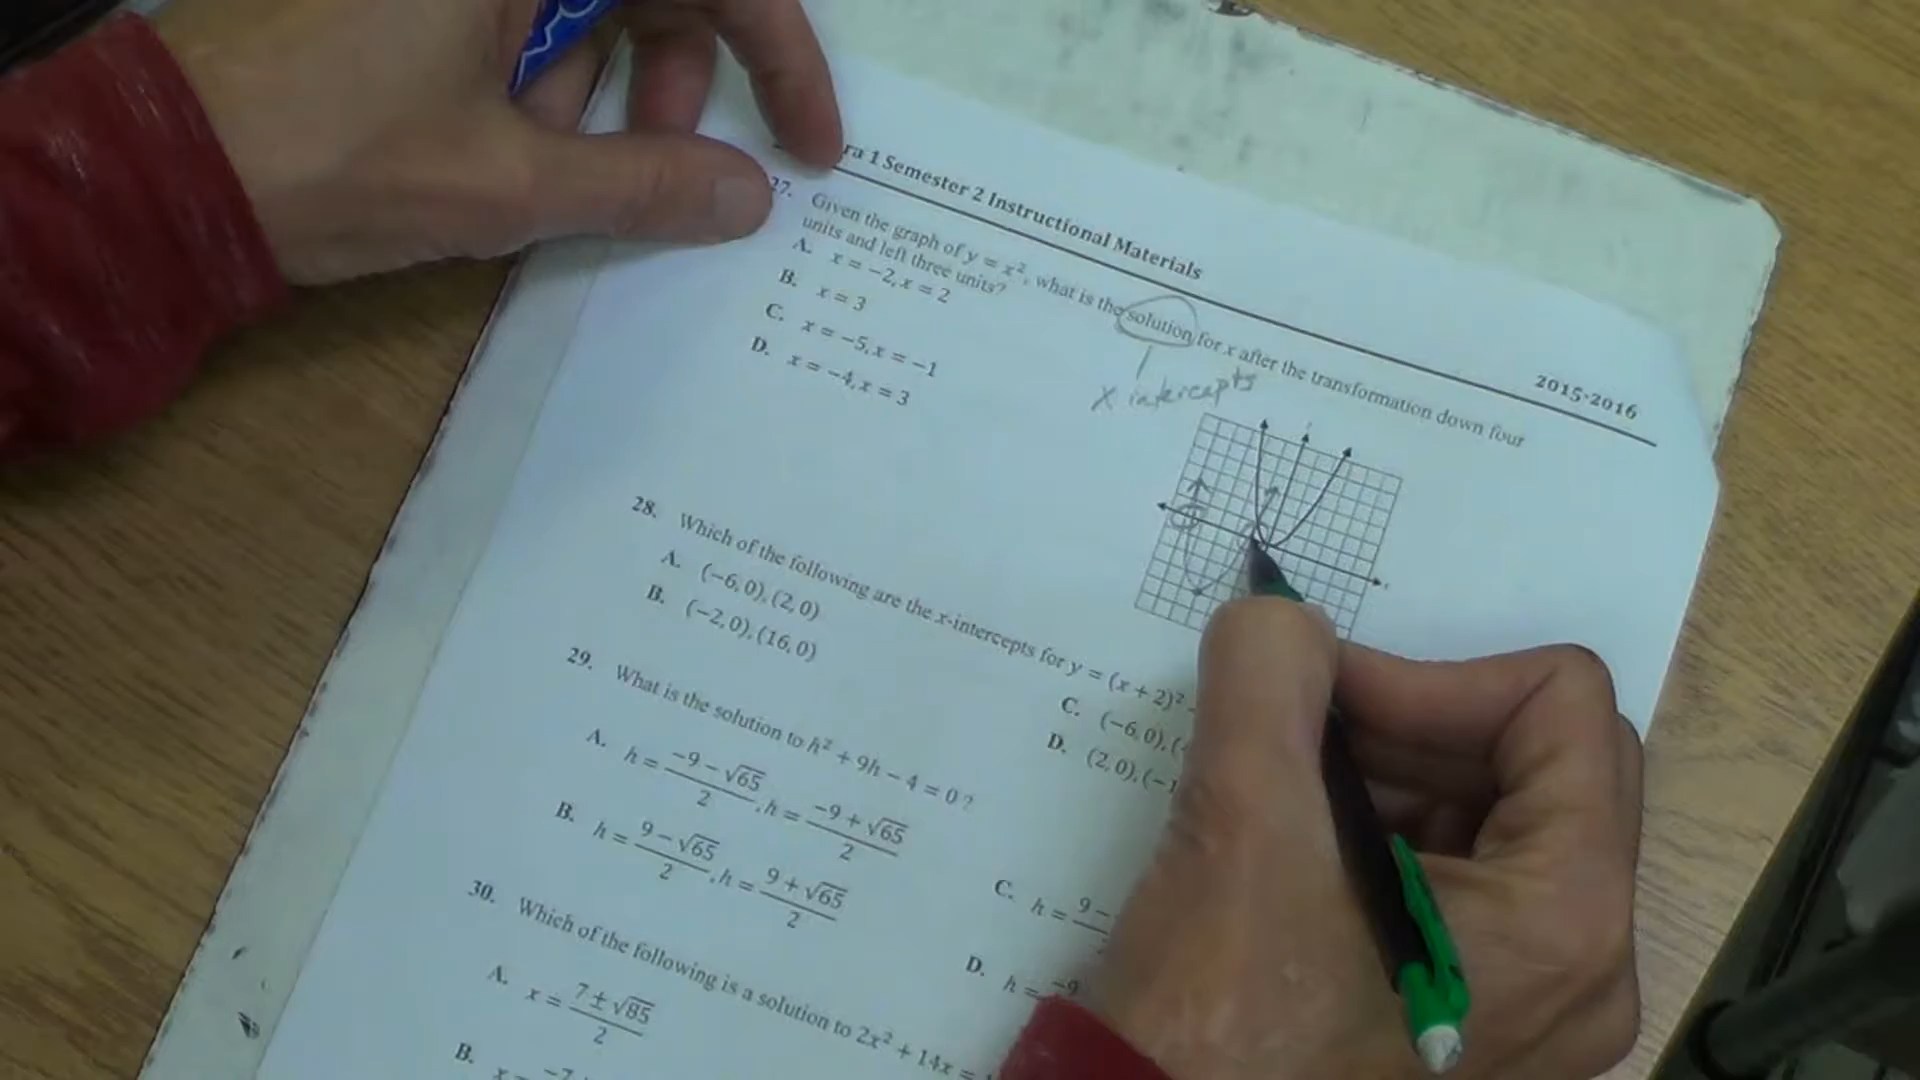 ra 1 Semester 2 Instructional Materials
2015-2016
27. Given the graph of y = x², what is the solution for x after the transformation down four
units and left three units?
A. x = −2, x = 2
B. x = 3
C. x = −5, x = −1
D. x = −4, x = 3
x intercepts
28. Which of the following are the x-intercepts for y = (x + 2)² -
A. (−6, 0), (2, 0)
B. (−2, 0), (16, 0)
C. (−6, 0), (
D. (2, 0), (−1
29. What is the solution to h² + 9h − 4 = 0 ?
A. h = (−9 − √65)/2 , h = (−9 + √65)/2
B. h = (9 − √65)/2 , h = (9 + √65)/2
C. h = 9 −
D. h = −9
30. Which of the following is a solution to 2x² + 14x =
A. x = (7 ± √85)/2
B. x = −7